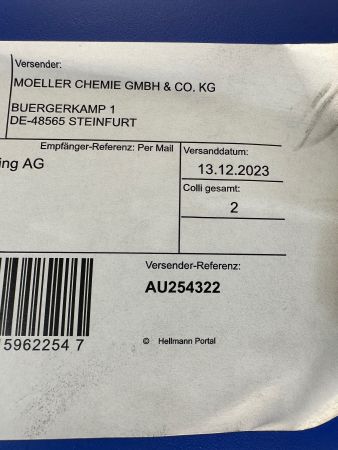 Versender:
MOELLER CHEMIE GMBH & CO. KG
BUERGERKAMP 1
DE-48565 STEINFURT
Empfänger-Referenz: Per Mail
Versanddatum:
ing AG
13.12.2023
Colli gesamt:
2
Versender-Referenz:
AU254322
5962254 7
© Hellmann Portal